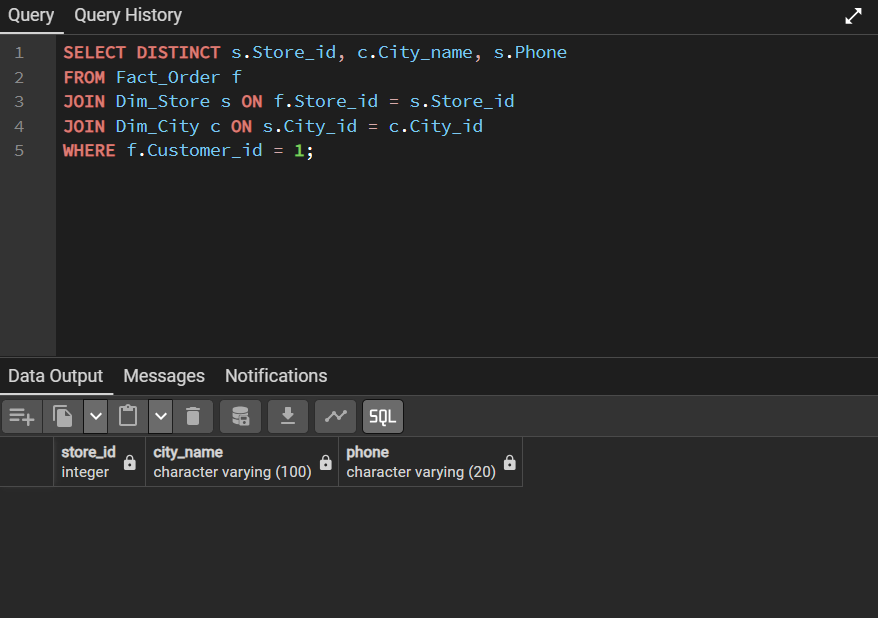 Query Query History
1 SELECT DISTINCT s.Store_id, c.City_name, s.Phone
2 FROM Fact_Order f
3 JOIN Dim_Store s ON f.Store_id = s.Store_id
4 JOIN Dim_City c ON s.City_id = c.City_id
5 WHERE f.Customer_id = 1;
Data Output Messages Notifications
SQL
store_id city_name phone
integer character varying (100) character varying (20)